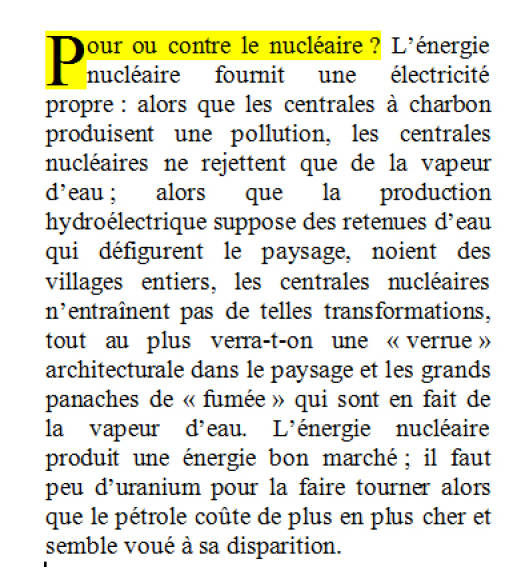 Pour ou contre le nucléaire ? L’énergie
nucléaire fournit une électricité
propre : alors que les centrales à charbon
produisent une pollution, les centrales
nucléaires ne rejettent que de la vapeur
d’eau ; alors que la production
hydroélectrique suppose des retenues d’eau
qui défigurent le paysage, noient des
villages entiers, les centrales nucléaires
n’entraînent pas de telles transformations,
tout au plus verra-t-on une « verrue »
architecturale dans le paysage et les grands
panaches de « fumée » qui sont en fait de
la vapeur d’eau. L’énergie nucléaire
produit une énergie bon marché ; il faut
peu d’uranium pour la faire tourner alors
que le pétrole coûte de plus en plus cher et
semble voué à sa disparition.